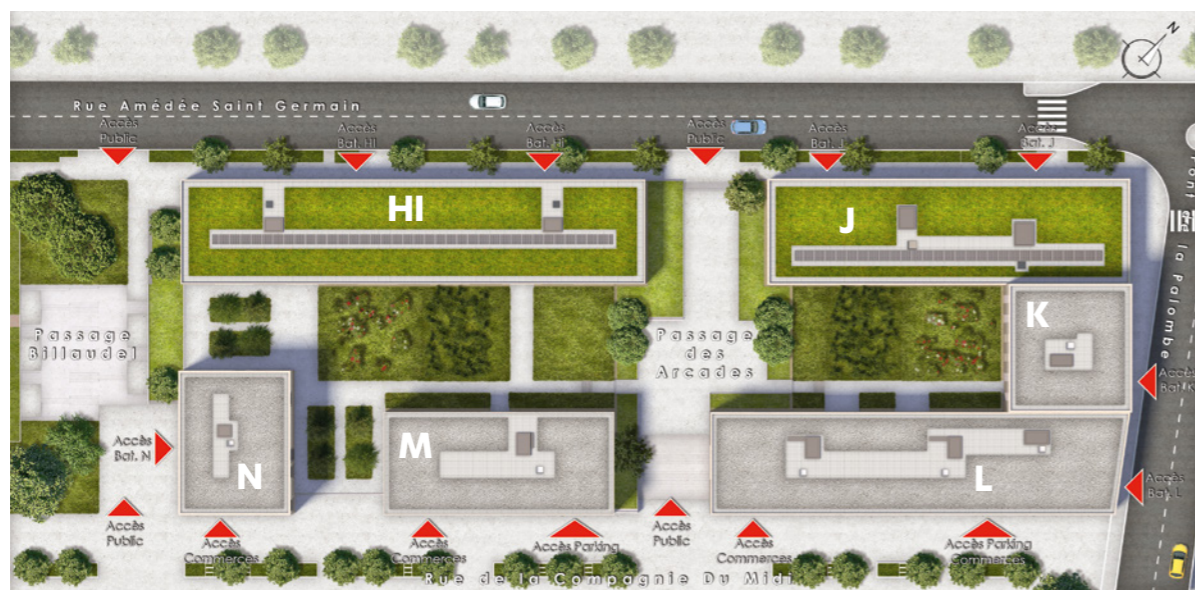 N
Rue Amédée Saint Germain
Accès
Public
Accès
Bat. HI
Accès
Bat. HI
Accès
Public
Accès
Bat. J
Accès
Bat. J
Pont de la Palombe
HI
J
K
Passage
Billaudel
Passage
des
Arcades
Accès
Bat. K
Accès
Bat. N
N
M
L
Accès
Bat. L
Accès
Public
Accès
Commerces
Accès
Commerces
Accès Parking
Accès
Public
Accès
Commerces
Accès Parking
Commerces
Rue de la Compagnie Du Midi